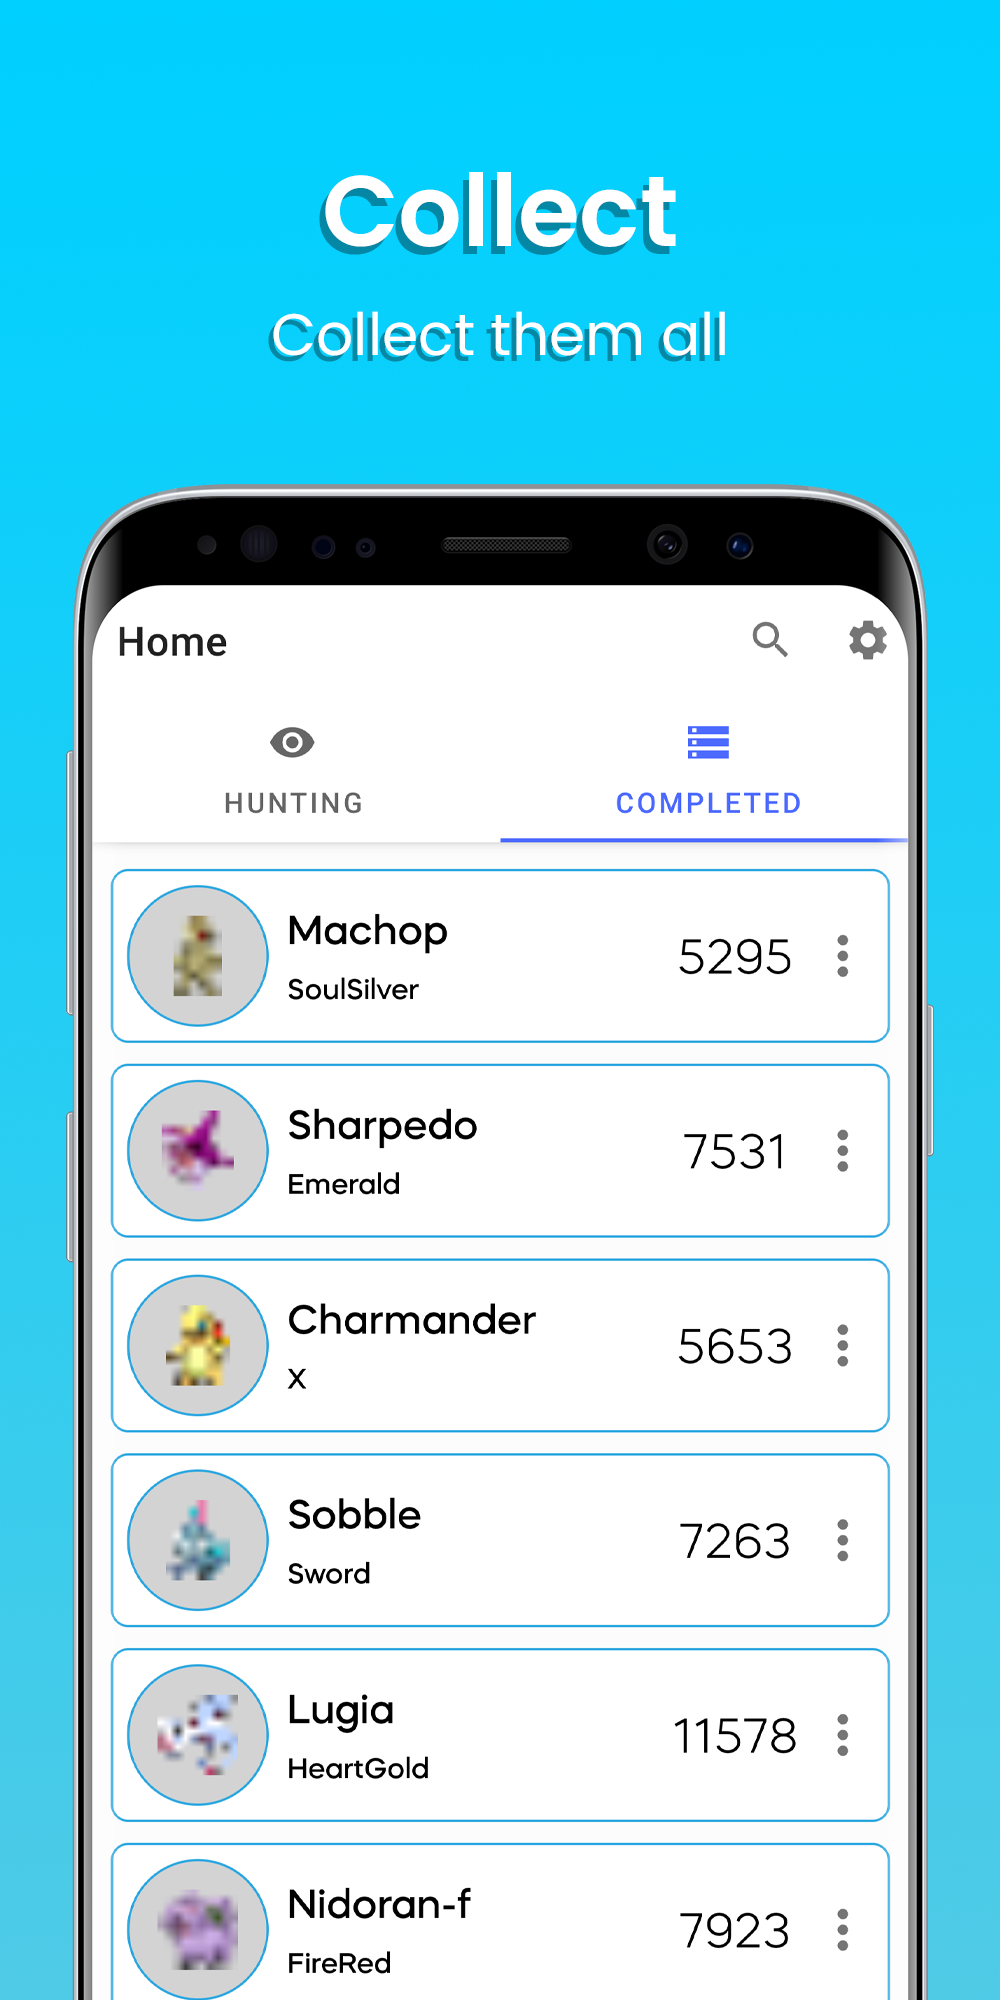 Collect
Collect them all
Home
HUNTING
COMPLETED
Machop
SoulSilver
5295
Sharpedo
Emerald
7531
Charmander
X
5653
Sobble
Sword
7263
Lugia
HeartGold
11578
Nidoran-f
FireRed
7923